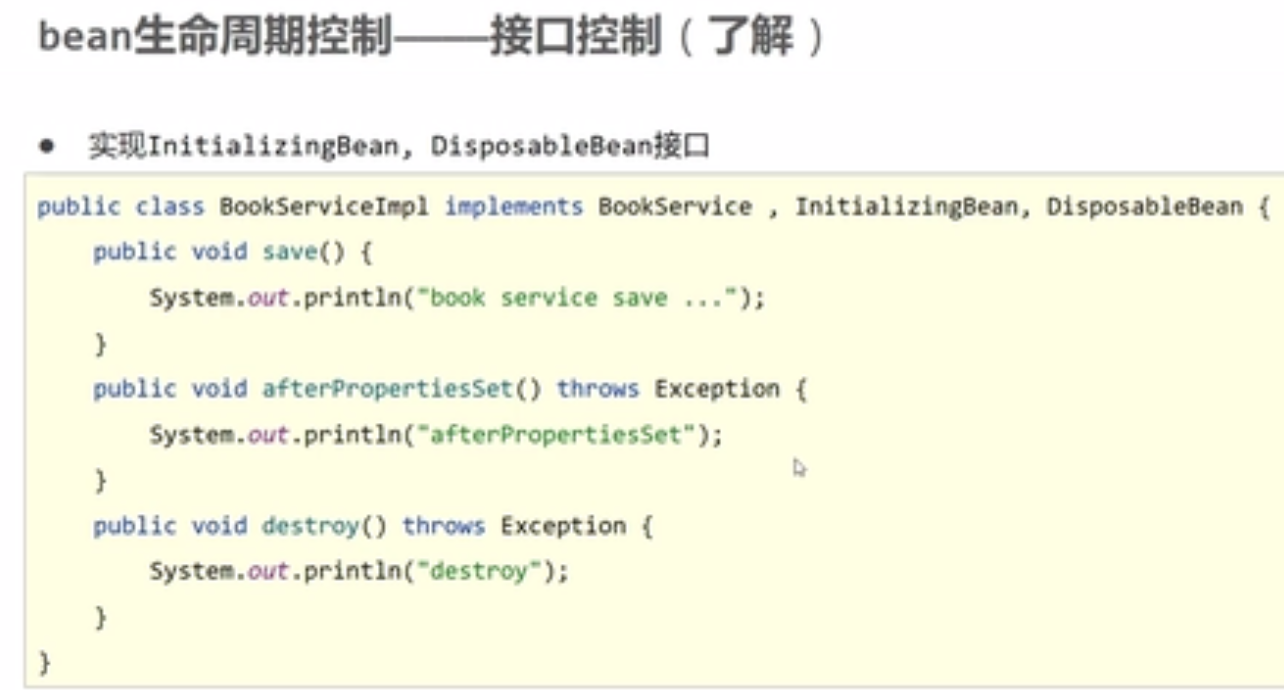 bean生命周期控制——接口控制（了解）
● 实现InitializingBean, DisposableBean接口
public class BookServiceImpl implements BookService , InitializingBean, DisposableBean {
    public void save() {
        System.out.println("book service save ...");
    }
    public void afterPropertiesSet() throws Exception {
        System.out.println("afterPropertiesSet");
    }
    public void destroy() throws Exception {
        System.out.println("destroy");
    }
}